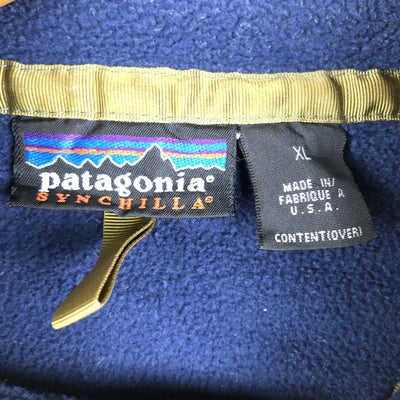 patagonia®
SYNCHILLA®
XL
MADE IN/
FABRIQUE A
U.S.A.
CONTENT(OVER)